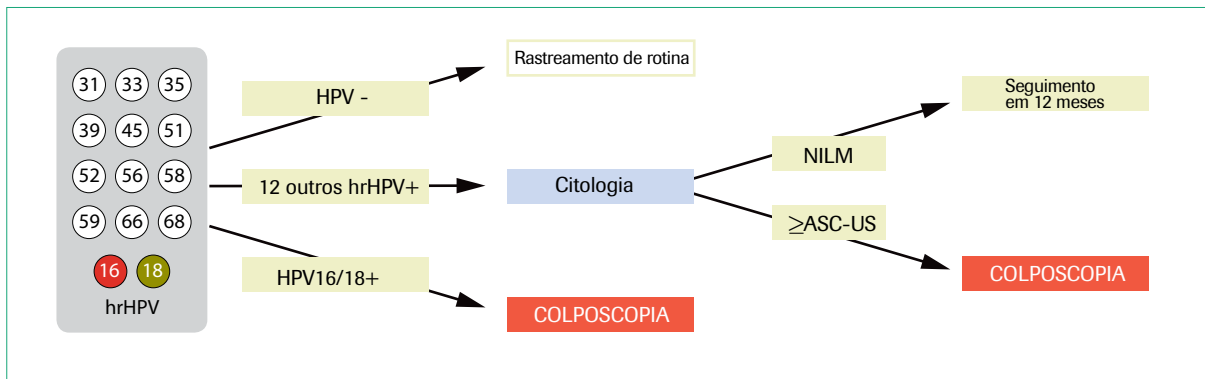 31 33 35
39 45 51
52 56 58
59 66 68
16 18
hrHPV
HPV -
12 outros hrHPV+
HPV16/18+
Rastreamento de rotina
Citologia
COLPOSCOPIA
NILM
≥ASC-US
Seguimento
em 12 meses
COLPOSCOPIA